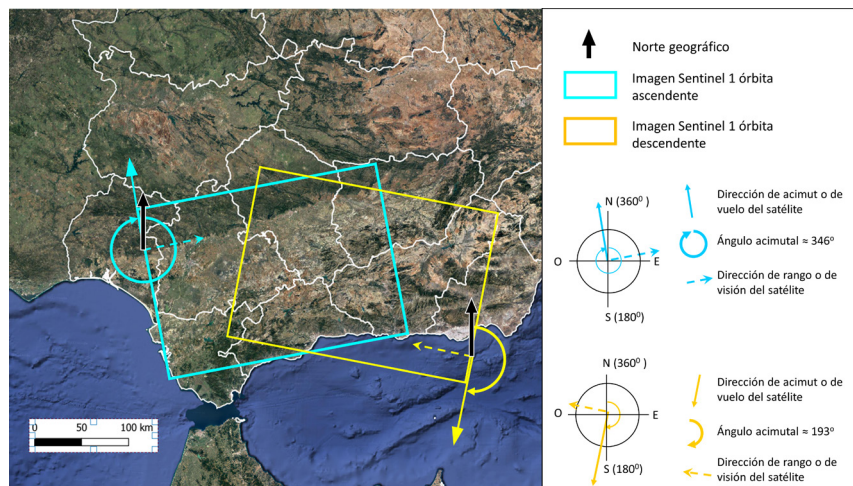 Norte geográfico
Imagen Sentinel 1 órbita
ascendente
Imagen Sentinel 1 órbita
descendente
N (360⁰)
O
E
S (180⁰)
Dirección de acimut o de
vuelo del satélite
Ángulo acimutal ≈ 346⁰
Dirección de rango o de
visión del satélite
N (360⁰)
O
E
S (180⁰)
Dirección de acimut o de
vuelo del satélite
Ángulo acimutal ≈ 193⁰
Dirección de rango o de
visión del satélite
0 50 100 km